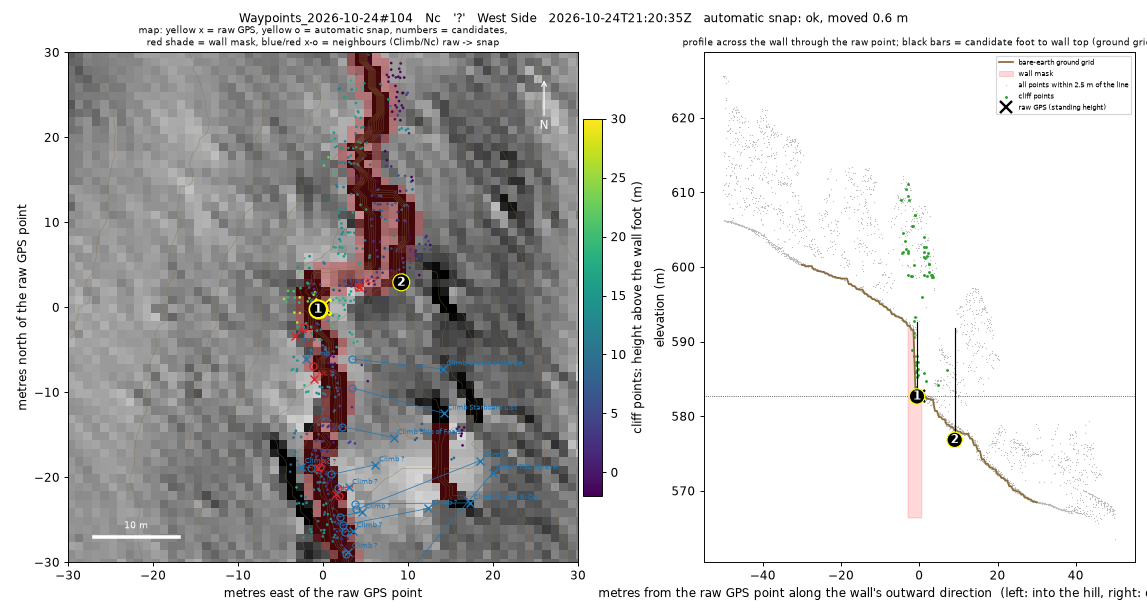 Waypoints_2026-10-24#104   Nc   '?'   West Side   2026-10-24T21:20:35Z   automatic snap: ok, moved 0.6 m
map: yellow x = raw GPS, yellow o = automatic snap, numbers = candidates,
red shade = wall mask, blue/red x-o = neighbours (Climb/Nc) raw -> snap
profile across the wall through the raw point; black bars = candidate foot to wall top (ground gri
N
10 m
1
2
Climb ?
Climb ?
Climb ?
Climb ?
30
20
10
0
−10
−20
−30
−30
−20
−10
0
10
20
30
metres east of the raw GPS point
metres north of the raw GPS point
30
25
20
15
10
5
0
cliff points: height above the wall foot (m)
bare-earth ground grid
wall mask
all points within 2.5 m of the line
cliff points
raw GPS (standing height)
1
2
620
610
600
590
580
570
elevation (m)
−40
−20
0
20
40
metres from the raw GPS point along the wall's outward direction  (left: into the hill, right: